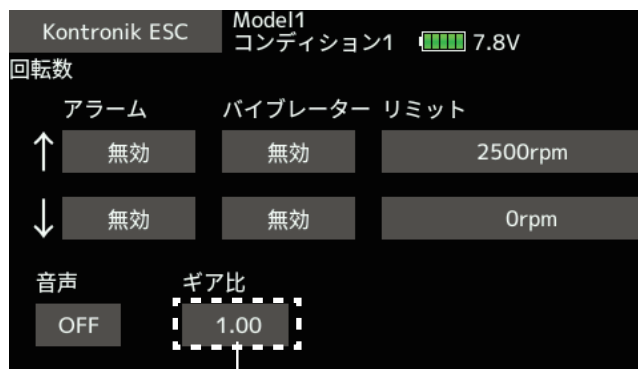 Kontronik ESC
Model1
コンディション1 7.8V
回転数
アラーム バイブレーター リミット
↑ 無効 無効 2500rpm
↓ 無効 無効 0rpm
音声 ギア比
OFF 1.00